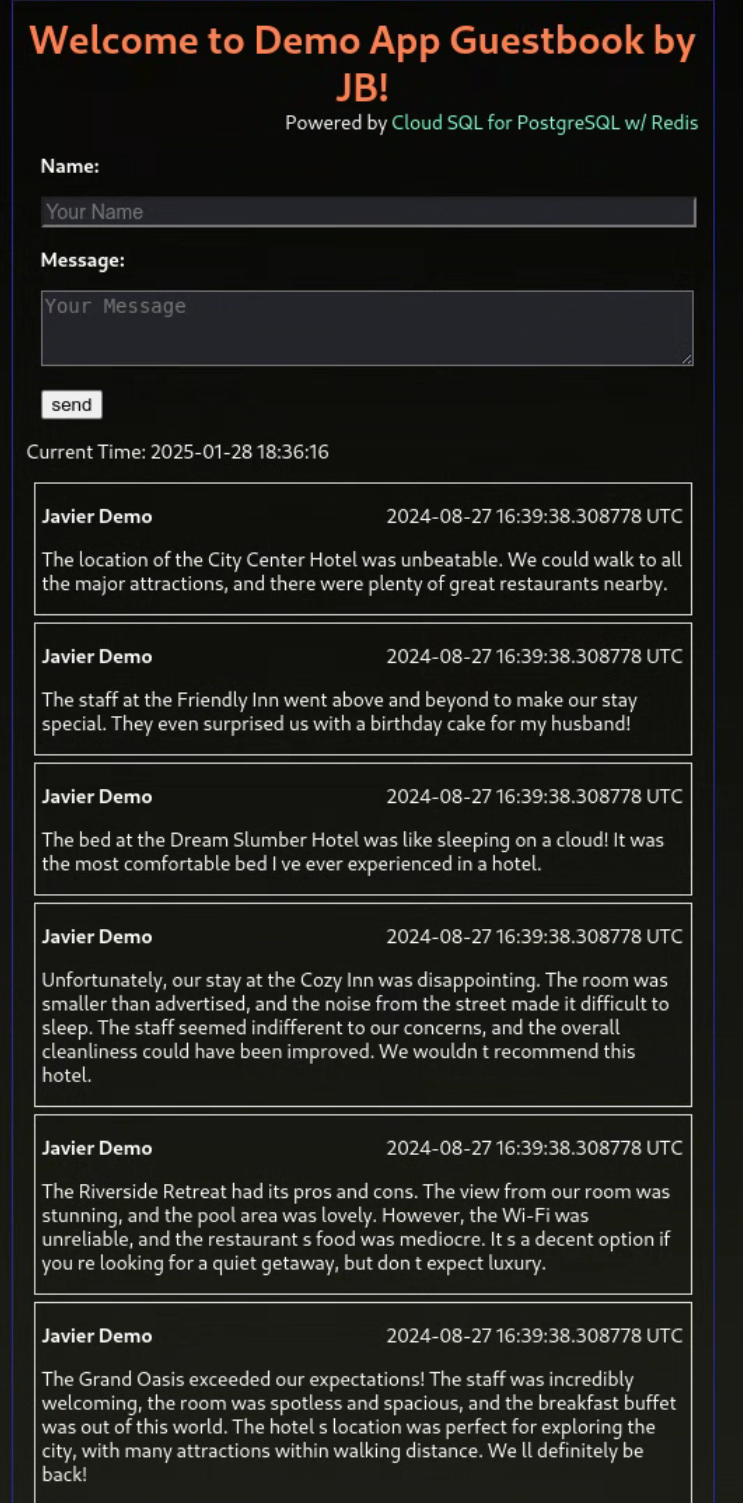 Welcome to Demo App Guestbook by
JB!
Powered by Cloud SQL for PostgreSQL w/ Redis
Name:
Your Name
Message:
Your Message
send
Current Time: 2025-01-28 18:36:16
Javier Demo 2024-08-27 16:39:38.308778 UTC
The location of the City Center Hotel was unbeatable. We could walk to all
the major attractions, and there were plenty of great restaurants nearby.
Javier Demo 2024-08-27 16:39:38.308778 UTC
The staff at the Friendly Inn went above and beyond to make our stay
special. They even surprised us with a birthday cake for my husband!
Javier Demo 2024-08-27 16:39:38.308778 UTC
The bed at the Dream Slumber Hotel was like sleeping on a cloud! It was
the most comfortable bed I ve ever experienced in a hotel.
Javier Demo 2024-08-27 16:39:38.308778 UTC
Unfortunately, our stay at the Cozy Inn was disappointing. The room was
smaller than advertised, and the noise from the street made it difficult to
sleep. The staff seemed indifferent to our concerns, and the overall
cleanliness could have been improved. We wouldn t recommend this
hotel.
Javier Demo 2024-08-27 16:39:38.308778 UTC
The Riverside Retreat had its pros and cons. The view from our room was
stunning, and the pool area was lovely. However, the Wi-Fi was
unreliable, and the restaurant s food was mediocre. It s a decent option if
you re looking for a quiet getaway, but don t expect luxury.
Javier Demo 2024-08-27 16:39:38.308778 UTC
The Grand Oasis exceeded our expectations! The staff was incredibly
welcoming, the room was spotless and spacious, and the breakfast buffet
was out of this world. The hotel s location was perfect for exploring the
city, with many attractions within walking distance. We ll definitely be
back!